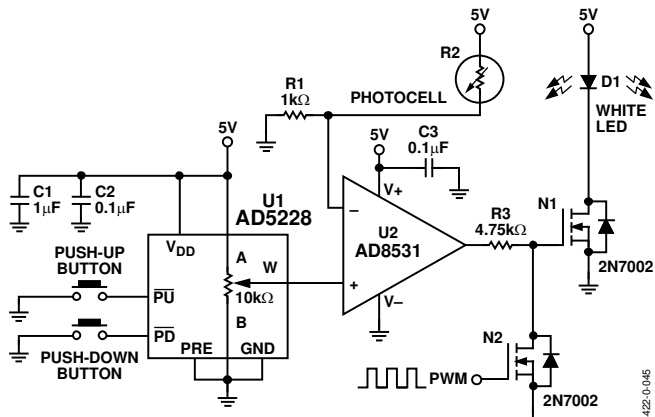 5V
5V
R2
R1
1kΩ
D1
PHOTOCELL
WHITE
LED
5V
5V
C3
0.1µF
C1
1µF
C2
0.1µF
U1
AD5228
V+
–
U2
AD8531
+
V–
R3
4.75kΩ
N1
2N7002
VDD
A
W
10kΩ
B
PUSH-UP
BUTTON
PU
PD
PUSH-DOWN
BUTTON
PRE
GND
N2
PWM
2N7002
422-0-045